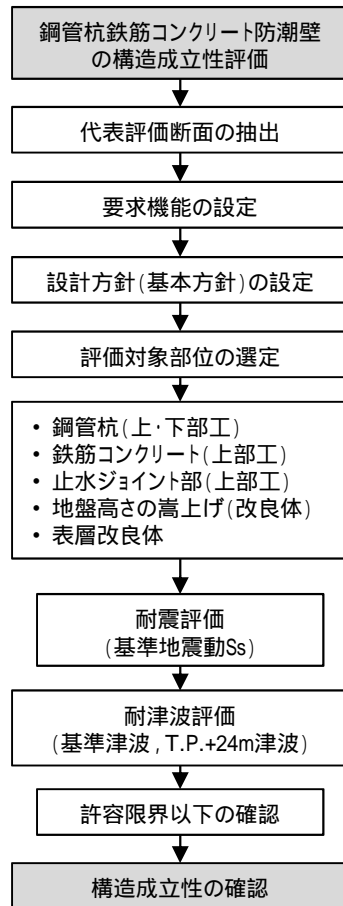 鋼管杭鉄筋コンクリート防潮壁
の構造成立性評価
代表評価断面の抽出
要求機能の設定
設計方針(基本方針)の設定
評価対象部位の選定
• 鋼管杭(上・下部工)
• 鉄筋コンクリート(上部工)
• 止水ジョイント部(上部工)
• 地盤高さの嵩上げ(改良体)
• 表層改良体
耐震評価
(基準地震動Ss)
耐津波評価
(基準津波,T.P.+24m津波)
許容限界以下の確認
構造成立性の確認